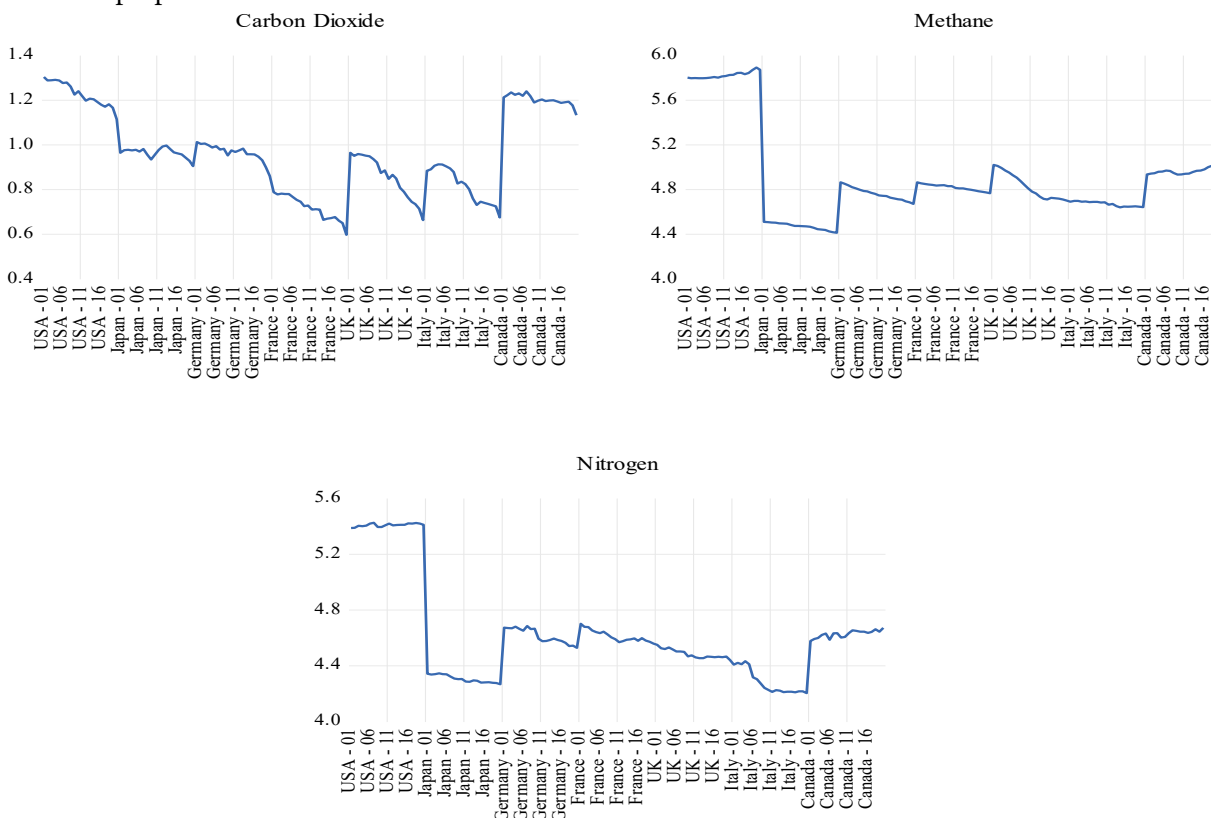 Carbon Dioxide
1.4
1.2
1.0
0.8
0.6
0.4
USA - 01
USA - 06
USA - 11
USA - 16
Japan - 01
Japan - 06
Japan - 11
Japan - 16
Germany - 01
Germany - 06
Germany - 11
Germany - 16
France - 01
France - 06
France - 11
France - 16
UK - 01
UK - 06
UK - 11
UK - 16
Italy - 01
Italy - 06
Italy - 11
Italy - 16
Canada - 01
Canada - 06
Canada - 11
Canada - 16
Methane
6.0
5.6
5.2
4.8
4.4
4.0
USA - 01
USA - 06
USA - 11
USA - 16
Japan - 01
Japan - 06
Japan - 11
Japan - 16
Germany - 01
Germany - 06
Germany - 11
Germany - 16
France - 01
France - 06
France - 11
France - 16
UK - 01
UK - 06
UK - 11
UK - 16
Italy - 01
Italy - 06
Italy - 11
Italy - 16
Canada - 01
Canada - 06
Canada - 11
Canada - 16
Nitrogen
5.6
5.2
4.8
4.4
4.0
USA - 01
USA - 06
USA - 11
USA - 16
Japan - 01
Japan - 06
Japan - 11
Japan - 16
Germany - 01
Germany - 06
Germany - 11
Germany - 16
France - 01
France - 06
France - 11
France - 16
UK - 01
UK - 06
UK - 11
UK - 16
Italy - 01
Italy - 06
Italy - 11
Italy - 16
Canada - 01
Canada - 06
Canada - 11
Canada - 16